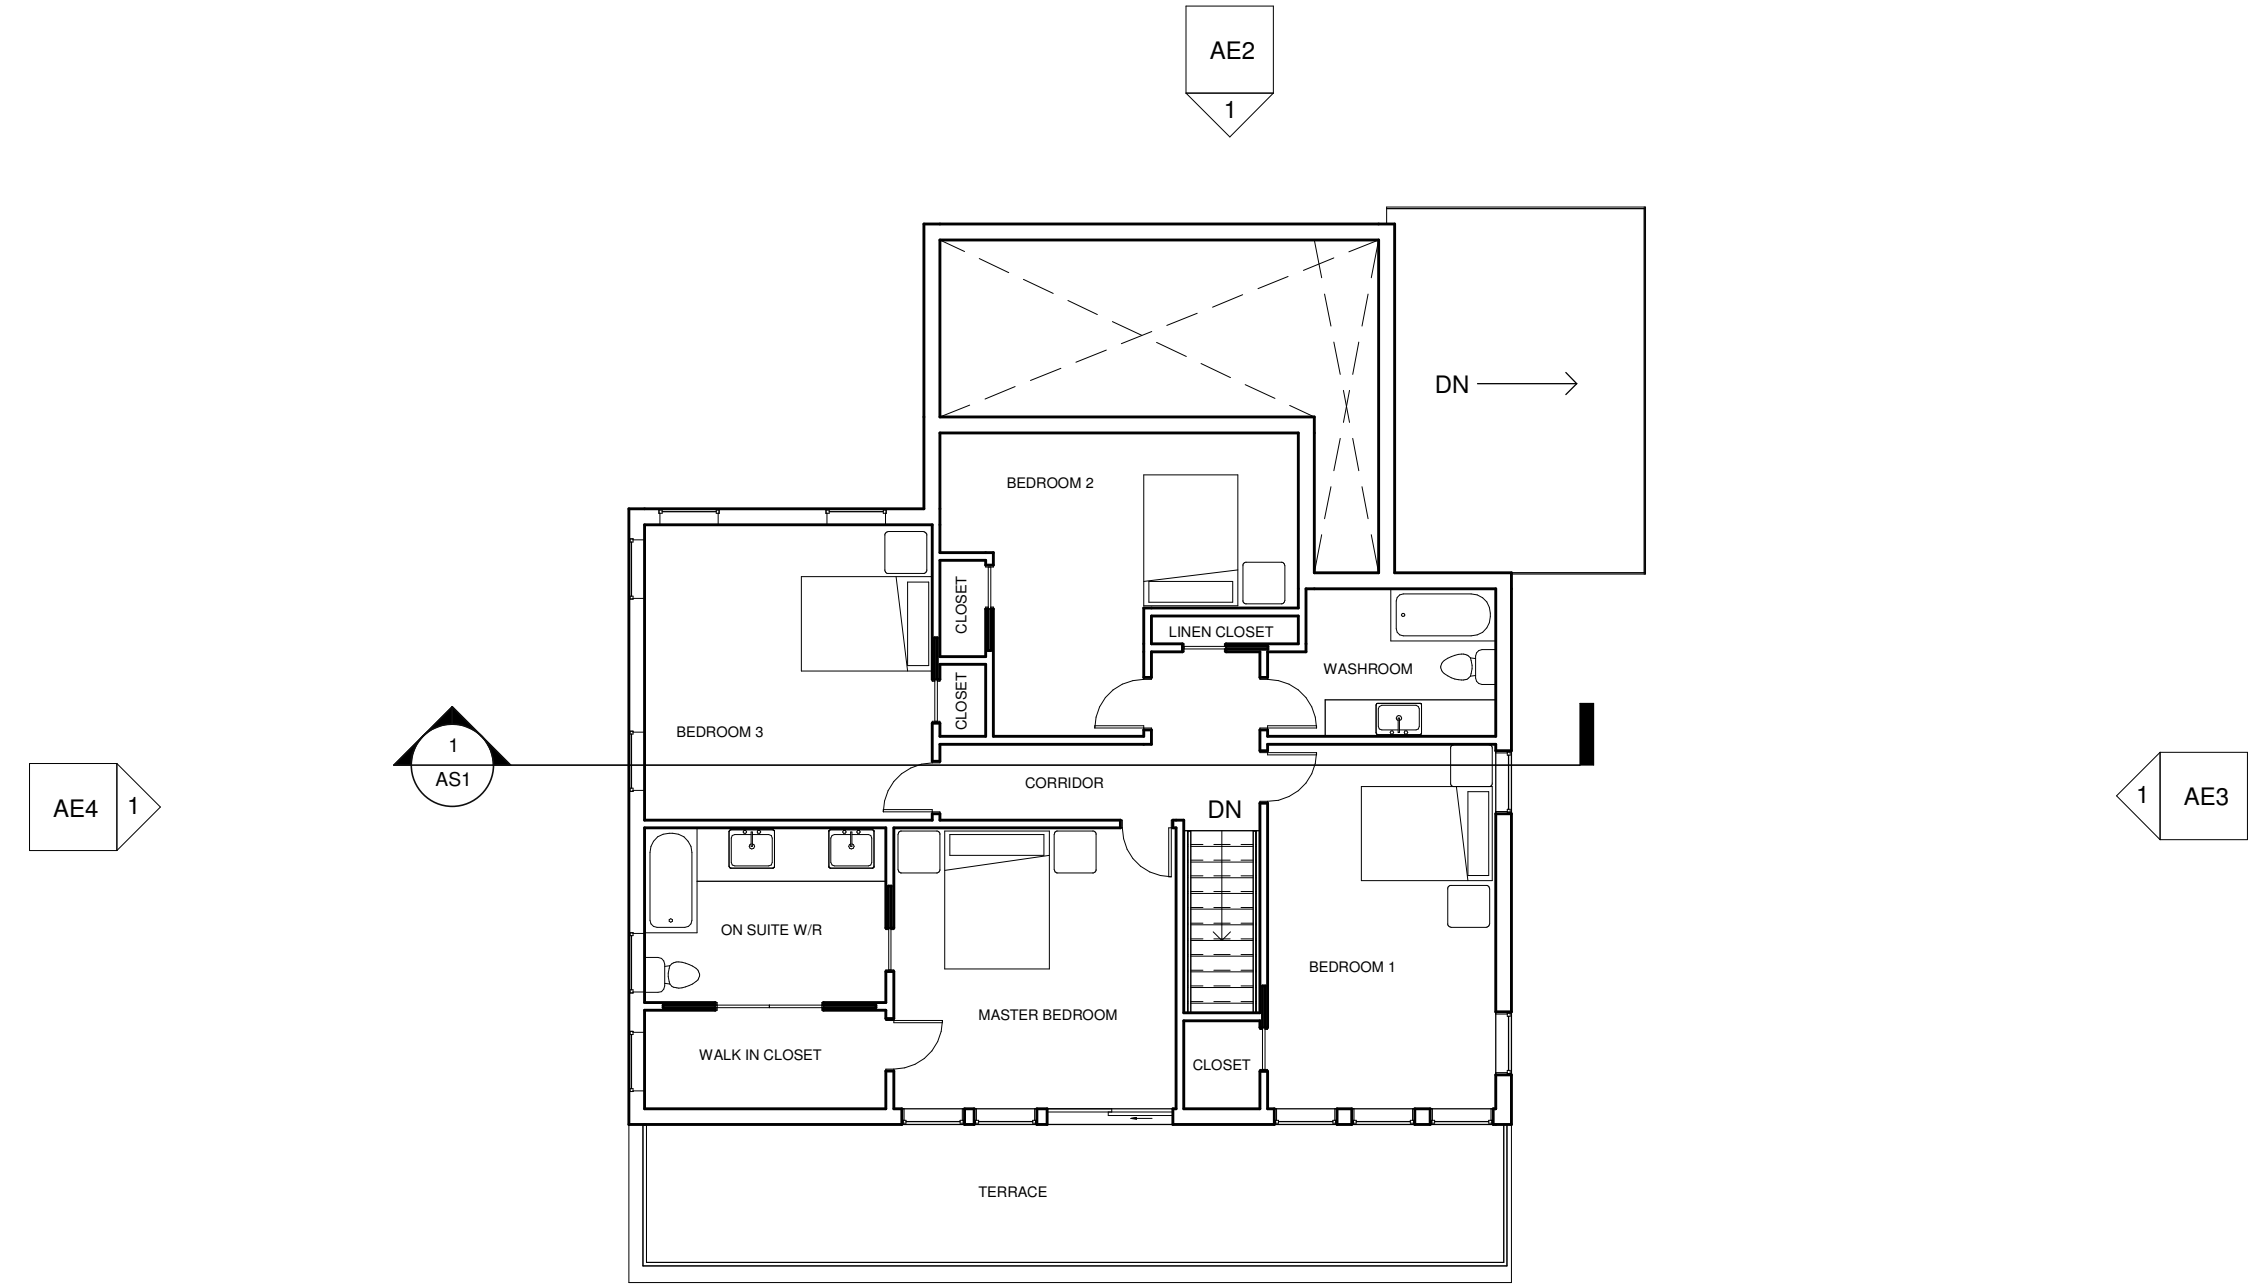 AE2
1
DN
BEDROOM 2
CLOSET
LINEN CLOSET
WASHROOM
CLOSET
BEDROOM 3
1
AS1
CORRIDOR
AE4
1
1
AE3
DN
ON SUITE W/R
BEDROOM 1
MASTER BEDROOM
WALK IN CLOSET
CLOSET
TERRACE